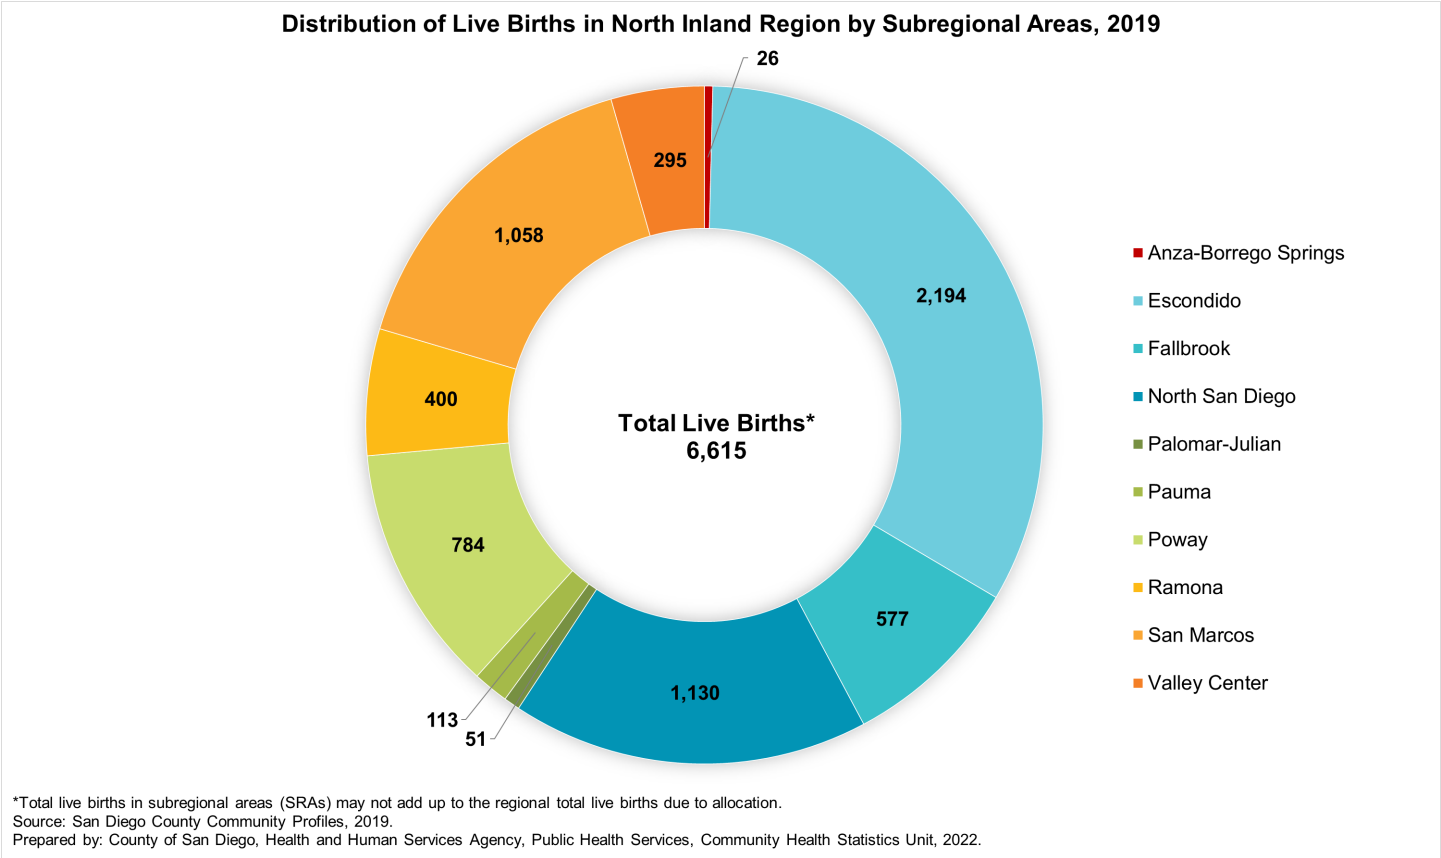 Distribution of Live Births in North Inland Region by Subregional Areas, 2019
26
295
1,058
2,194
Anza-Borrego Springs
Escondido
Fallbrook
North San Diego
Palomar-Julian
Pauma
Poway
Ramona
San Marcos
Valley Center
400
Total Live Births*
6,615
784
577
1,130
113
51
*Total live births in subregional areas (SRAs) may not add up to the regional total live births due to allocation.
Source: San Diego County Community Profiles, 2019.
Prepared by: County of San Diego, Health and Human Services Agency, Public Health Services, Community Health Statistics Unit, 2022.